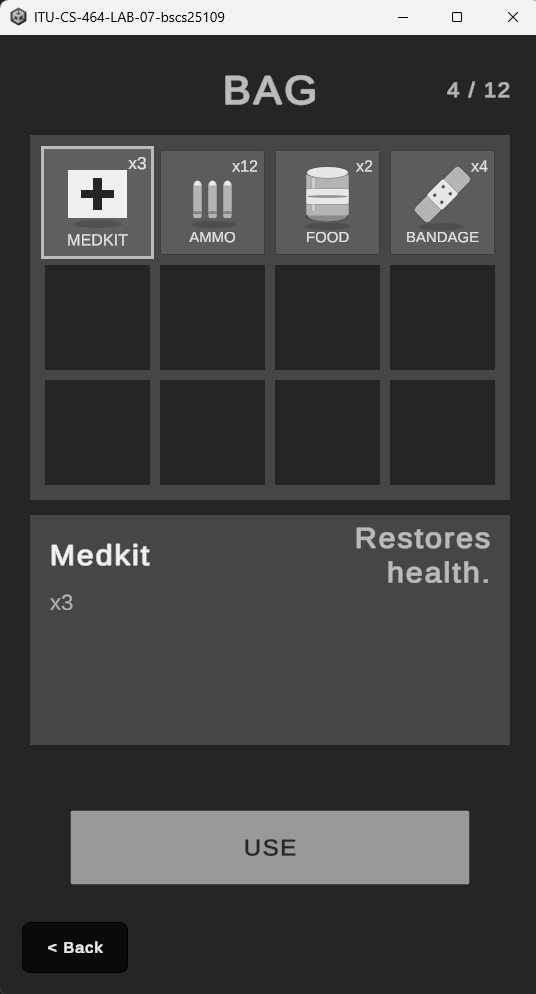 ITU-CS-464-LAB-07-bscs25109
BAG
4 / 12
x3
x12
x2
x4
MEDKIT
AMMO
FOOD
BANDAGE
Medkit
Restores
health.
x3
USE
< Back